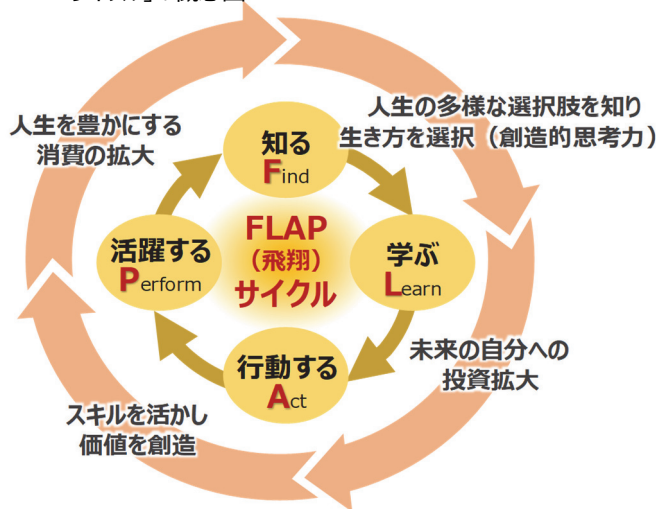 人生を豊かにする
消費の拡大
人生の多様な選択肢を知り
生き方を選択（創造的思考力）
知る
Find
FLAP
（飛翔）
サイクル
活躍する
Perform
学ぶ
Learn
行動する
Act
未来の自分への
投資拡大
スキルを活かし
価値を創造